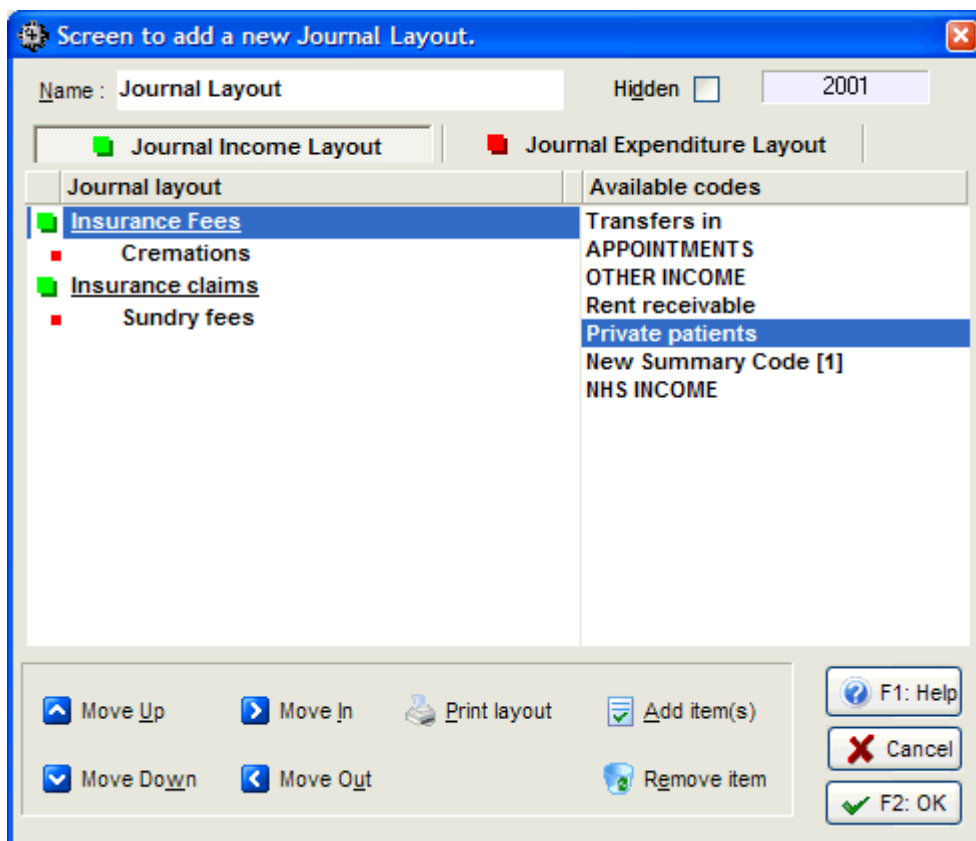 Screen to add a new Journal Layout.
Name : Journal Layout Hidden 2001
Journal Income Layout Journal Expenditure Layout
Journal layout Available codes
Insurance Fees
Cremations
Insurance claims
Sundry fees
Transfers in
APPOINTMENTS
OTHER INCOME
Rent receivable
Private patients
New Summary Code [1]
NHS INCOME
Move Up Move In Print layout Add item(s)
Move Down Move Out Remove item
F1: Help
Cancel
F2: OK